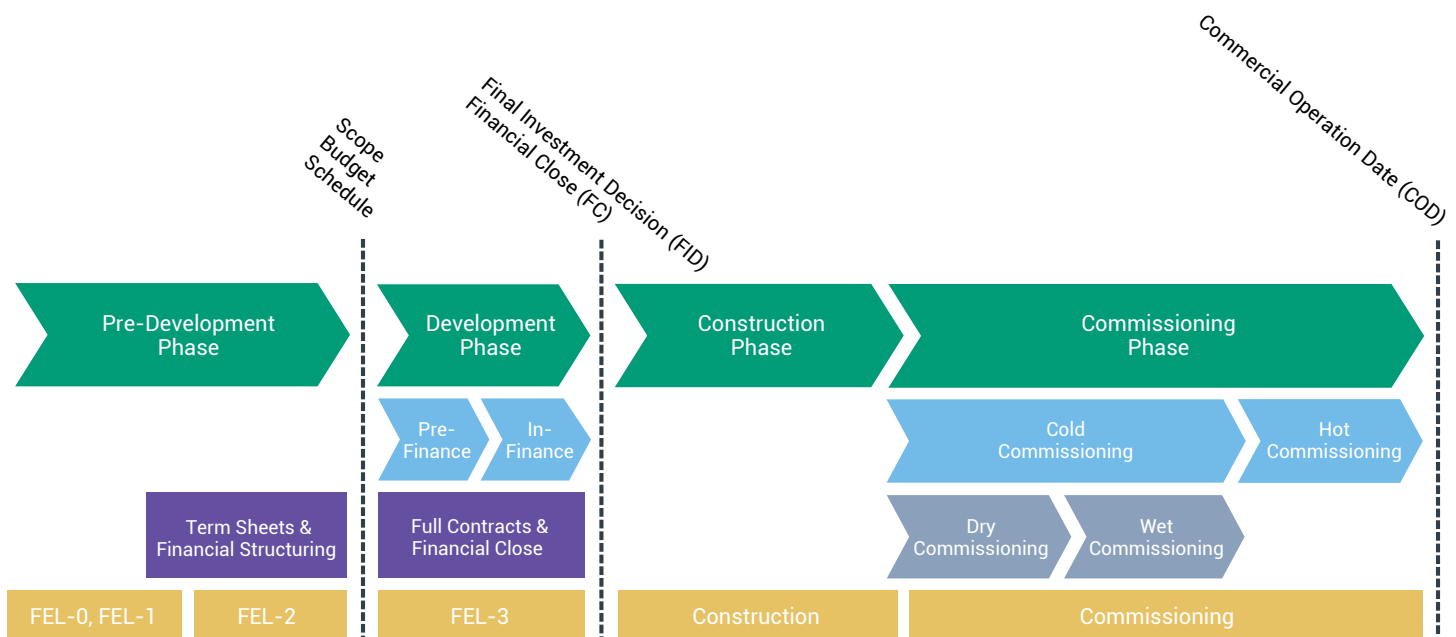 Scope
Budget
Schedule
Final Investment Decision (FID)
Financial Close (FC)
Commercial Operation Date (COD)
Pre-Development
Phase
Development
Phase
Construction
Phase
Commissioning
Phase
Pre-
Finance
In-
Finance
Cold
Commissioning
Hot
Commissioning
Term Sheets &
Financial Structuring
Full Contracts &
Financial Close
Dry
Commissioning
Wet
Commissioning
FEL-0, FEL-1
FEL-2
FEL-3
Construction
Commissioning